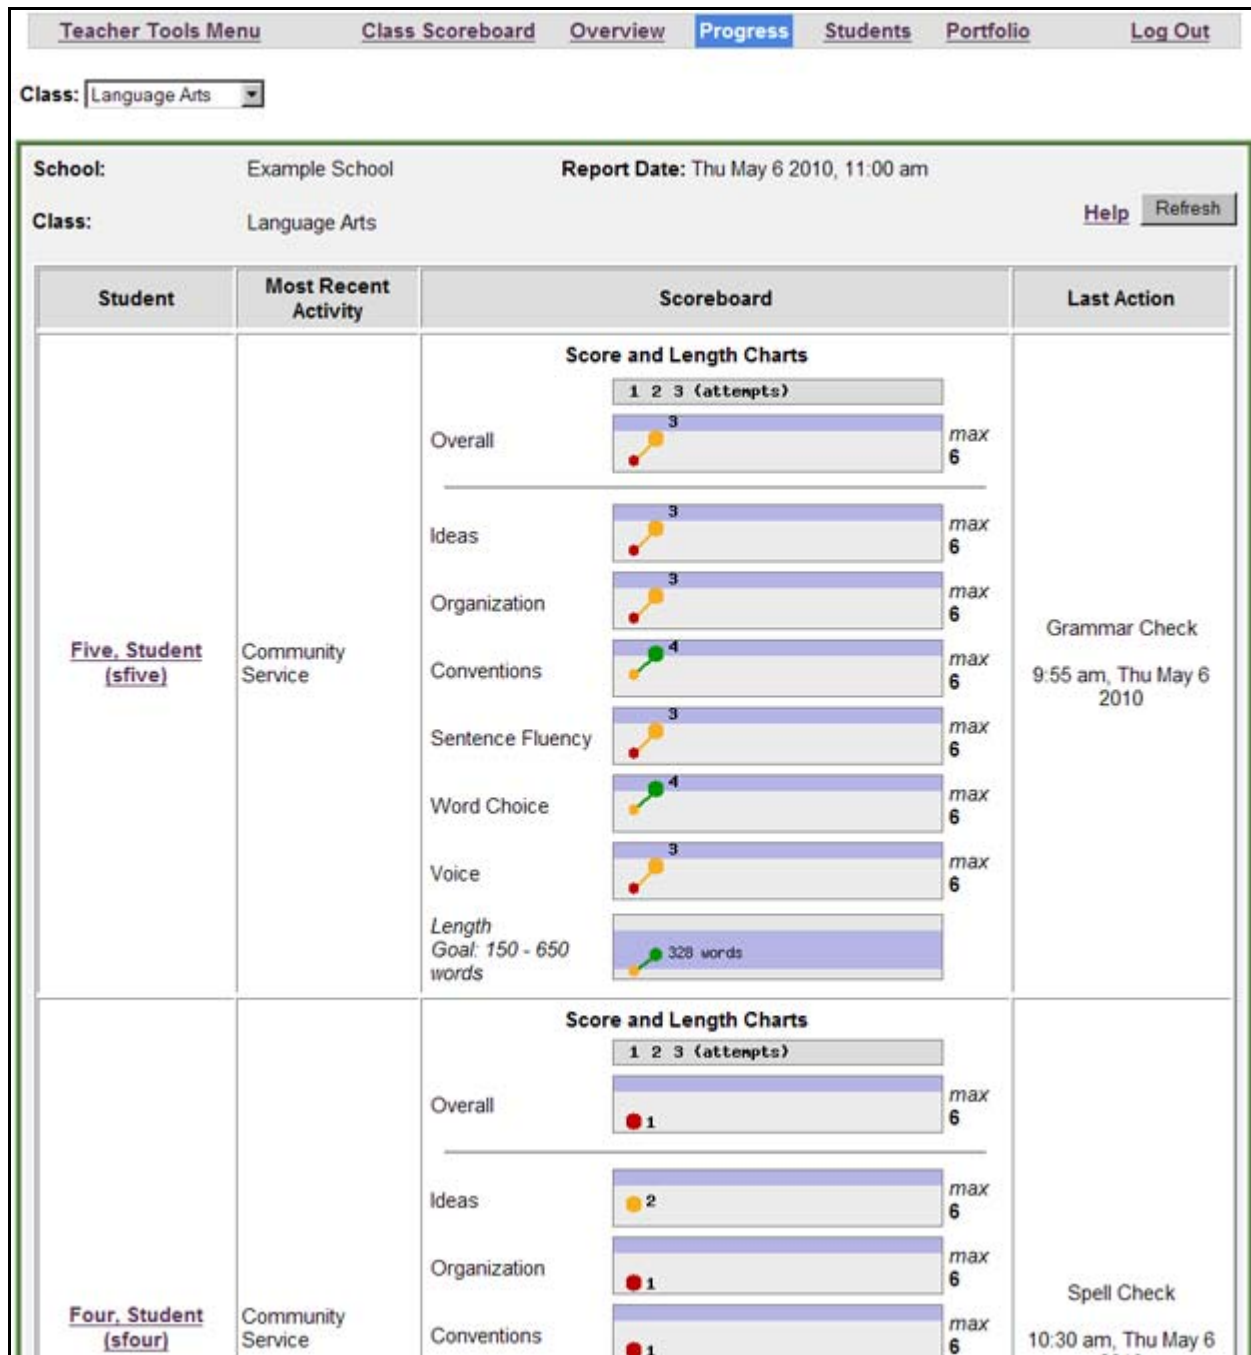 Teacher Tools Menu Class Scoreboard Overview Progress Students Portfolio Log Out
Class: Language Arts
School: Example School Report Date: Thu May 6 2010, 11:00 am
Help Refresh
Class: Language Arts
Student Most Recent Activity Scoreboard Last Action
Five, Student (sfive)
Community Service
Score and Length Charts
1 2 3 (attempts)
Overall 3 max 6
Ideas 3 max 6
Organization 3 max 6
Conventions 4 max 6
Sentence Fluency 3 max 6
Word Choice 4 max 6
Voice 3 max 6
Length
Goal: 150 - 650 words
328 words
Grammar Check
9:55 am, Thu May 6 2010
Four, Student (sfour)
Community Service
Score and Length Charts
1 2 3 (attempts)
Overall 1 max 6
Ideas 2 max 6
Organization 1 max 6
Conventions 1 max 6
Spell Check
10:30 am, Thu May 6